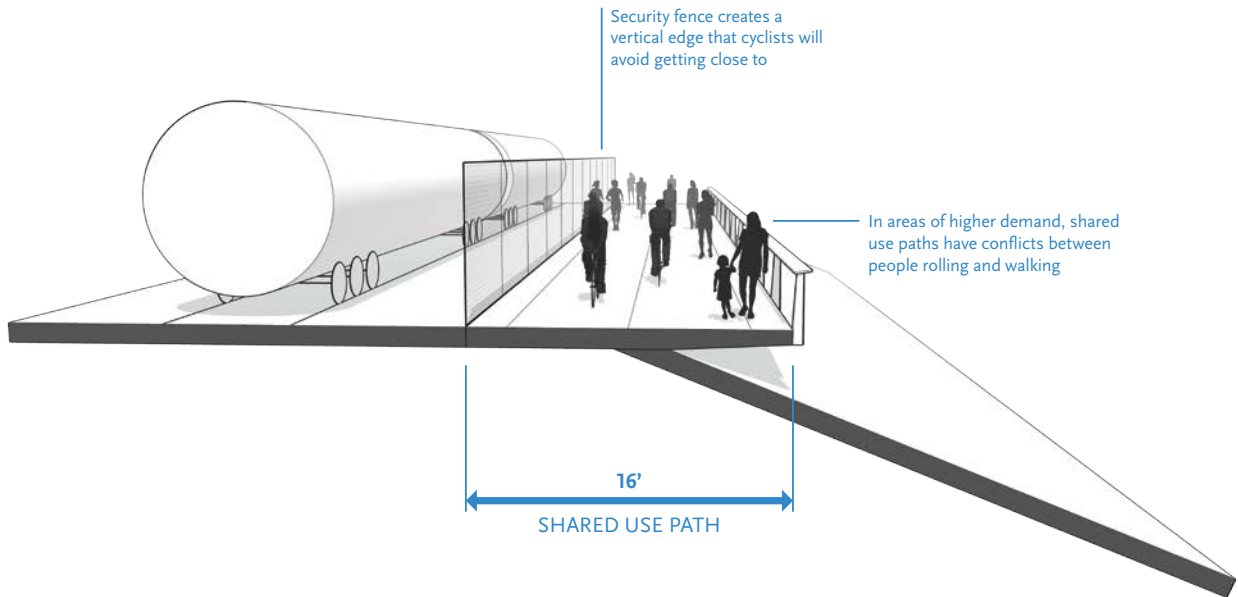 Security fence creates a
vertical edge that cyclists will
avoid getting close to
In areas of higher demand, shared
use paths have conflicts between
people rolling and walking
16’
SHARED USE PATH